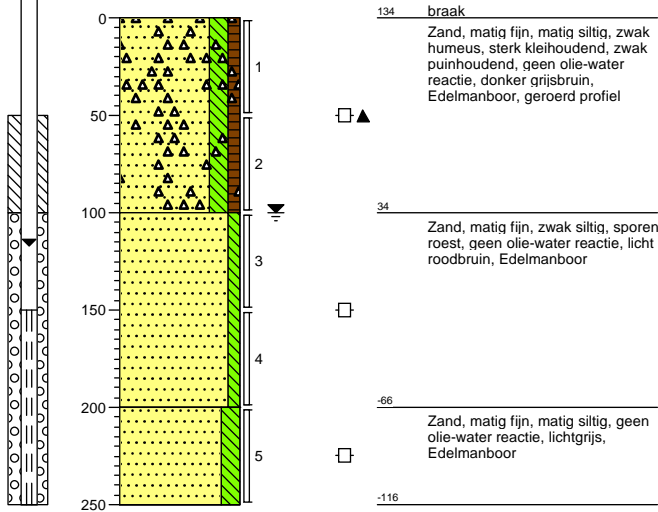 134 braak
0
Zand, matig fijn, matig siltig, zwak
humeus, sterk kleihoudend, zwak
puinhoudend, geen olie-water
reactie, donker grijsbruin,
Edelmanboor, geroerd profiel
1
50
2
100
34
Zand, matig fijn, zwak siltig, sporen
roest, geen olie-water reactie, licht
roodbruin, Edelmanboor
3
150
4
200
-66
Zand, matig fijn, matig siltig, geen
olie-water reactie, lichtgrijs,
Edelmanboor
5
250
-116